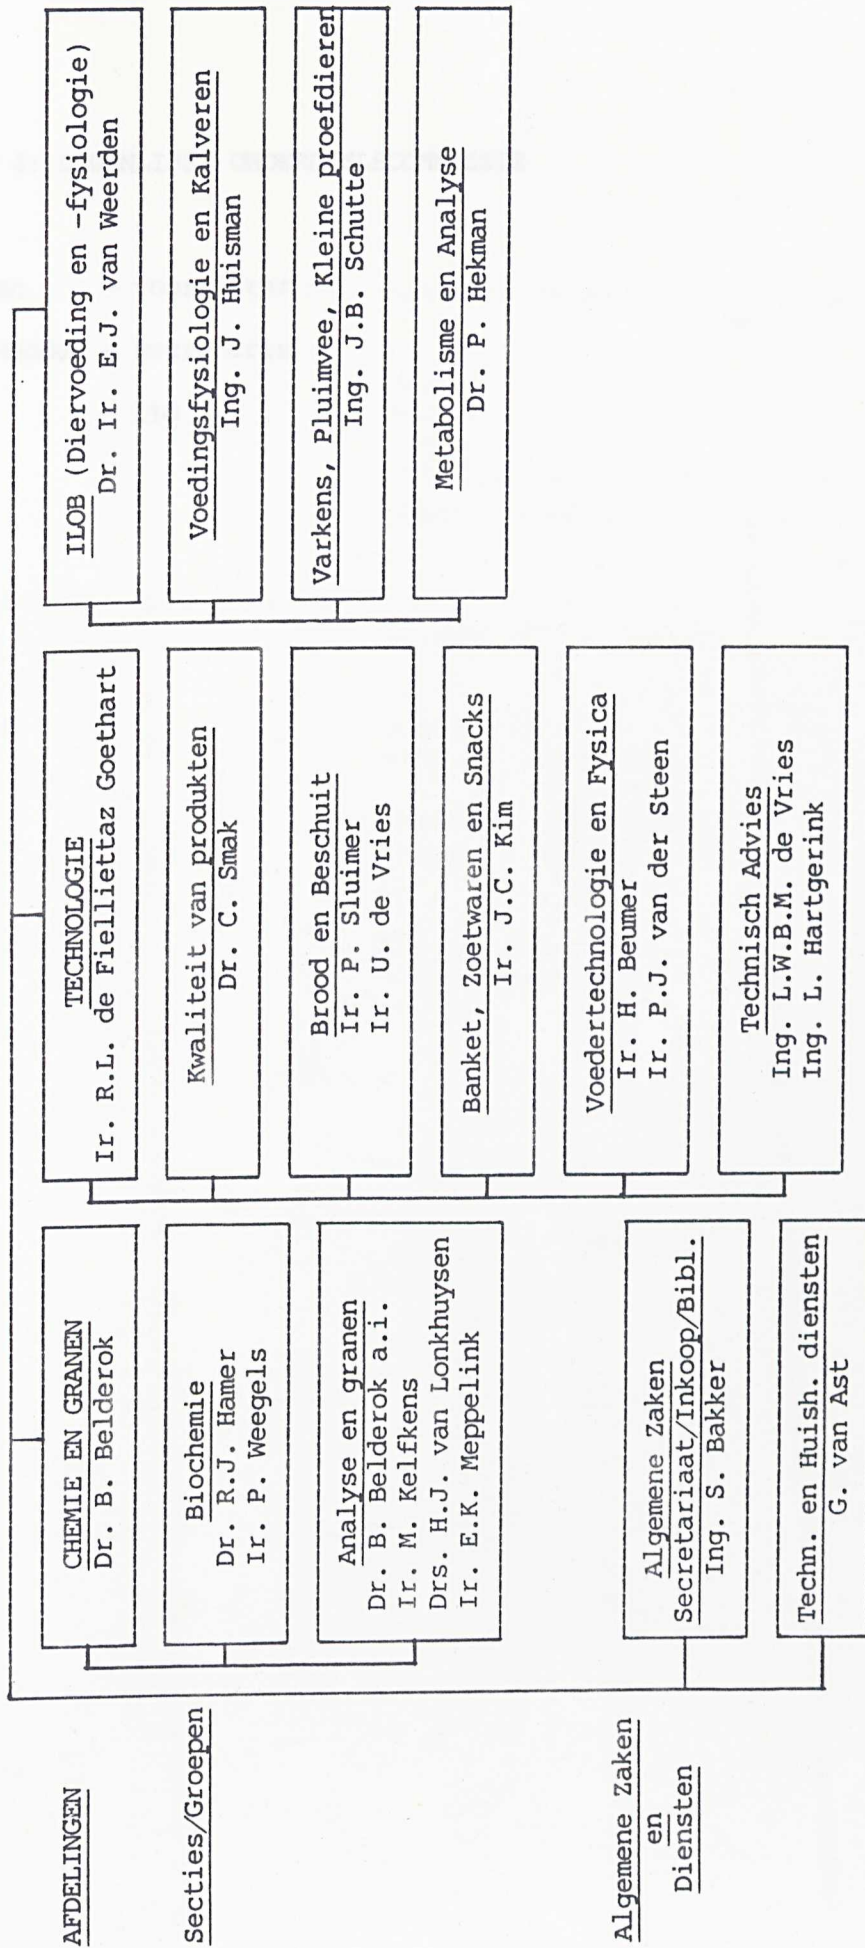 AFDELINGEN
CHEMIE EN GRANEN
Dr. B. Belderok
TECHNOLOGIE
Ir. R.L. de Fiellietttaz Goethart
ILOB (Diervoeding en -fysiologie)
Dr. Ir. E.J. van Weerden
Secties/Groepen
Biochemie
Dr. R.J. Hamer
Ir. P. Weegels
Analyse en granen
Dr. B. Belderok a.i.
Ir. M. Kelfkens
Drs. H.J. van Lonkhuysen
Ir. E.K. Meppelink
Kwaliteit van produkten
Dr. C. Smak
Brood en Beschuit
Ir. P. Sluimer
Ir. U. de Vries
Banket, Zoetwaren en Snacks
Ir. J.C. Kim
Voedertechnologie en Fysica
Ir. H. Beumer
Ir. P.J. van der Steen
Technisch Advies
Ing. L.W.B.M. de Vries
Ing. L. Hartgerink
Voedingsfysiologie en Kalveren
Ing. J. Huisman
Varkens, Pluimvee, Kleine proefdieren
Ing. J.B. Schutte
Metabolisme en Analyse
Dr. P. Hekman
Algemene Zaken
en
Diensten
Algemene Zaken
Secretariaat/Inkoop/Bibl.
Ing. S. Bakker
Techn. en Huish. diensten
G. van Ast